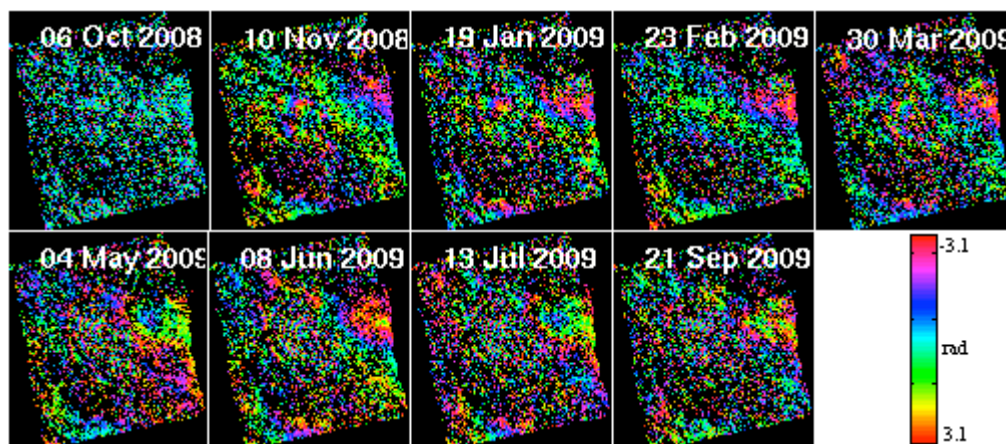 06 Oct 2008
10 Nov 2008
19 Jan 2009
23 Feb 2009
30 Mar 2009
04 May 2009
08 Jun 2009
13 Jul 2009
21 Sep 2009
-3.1
rad
3.1